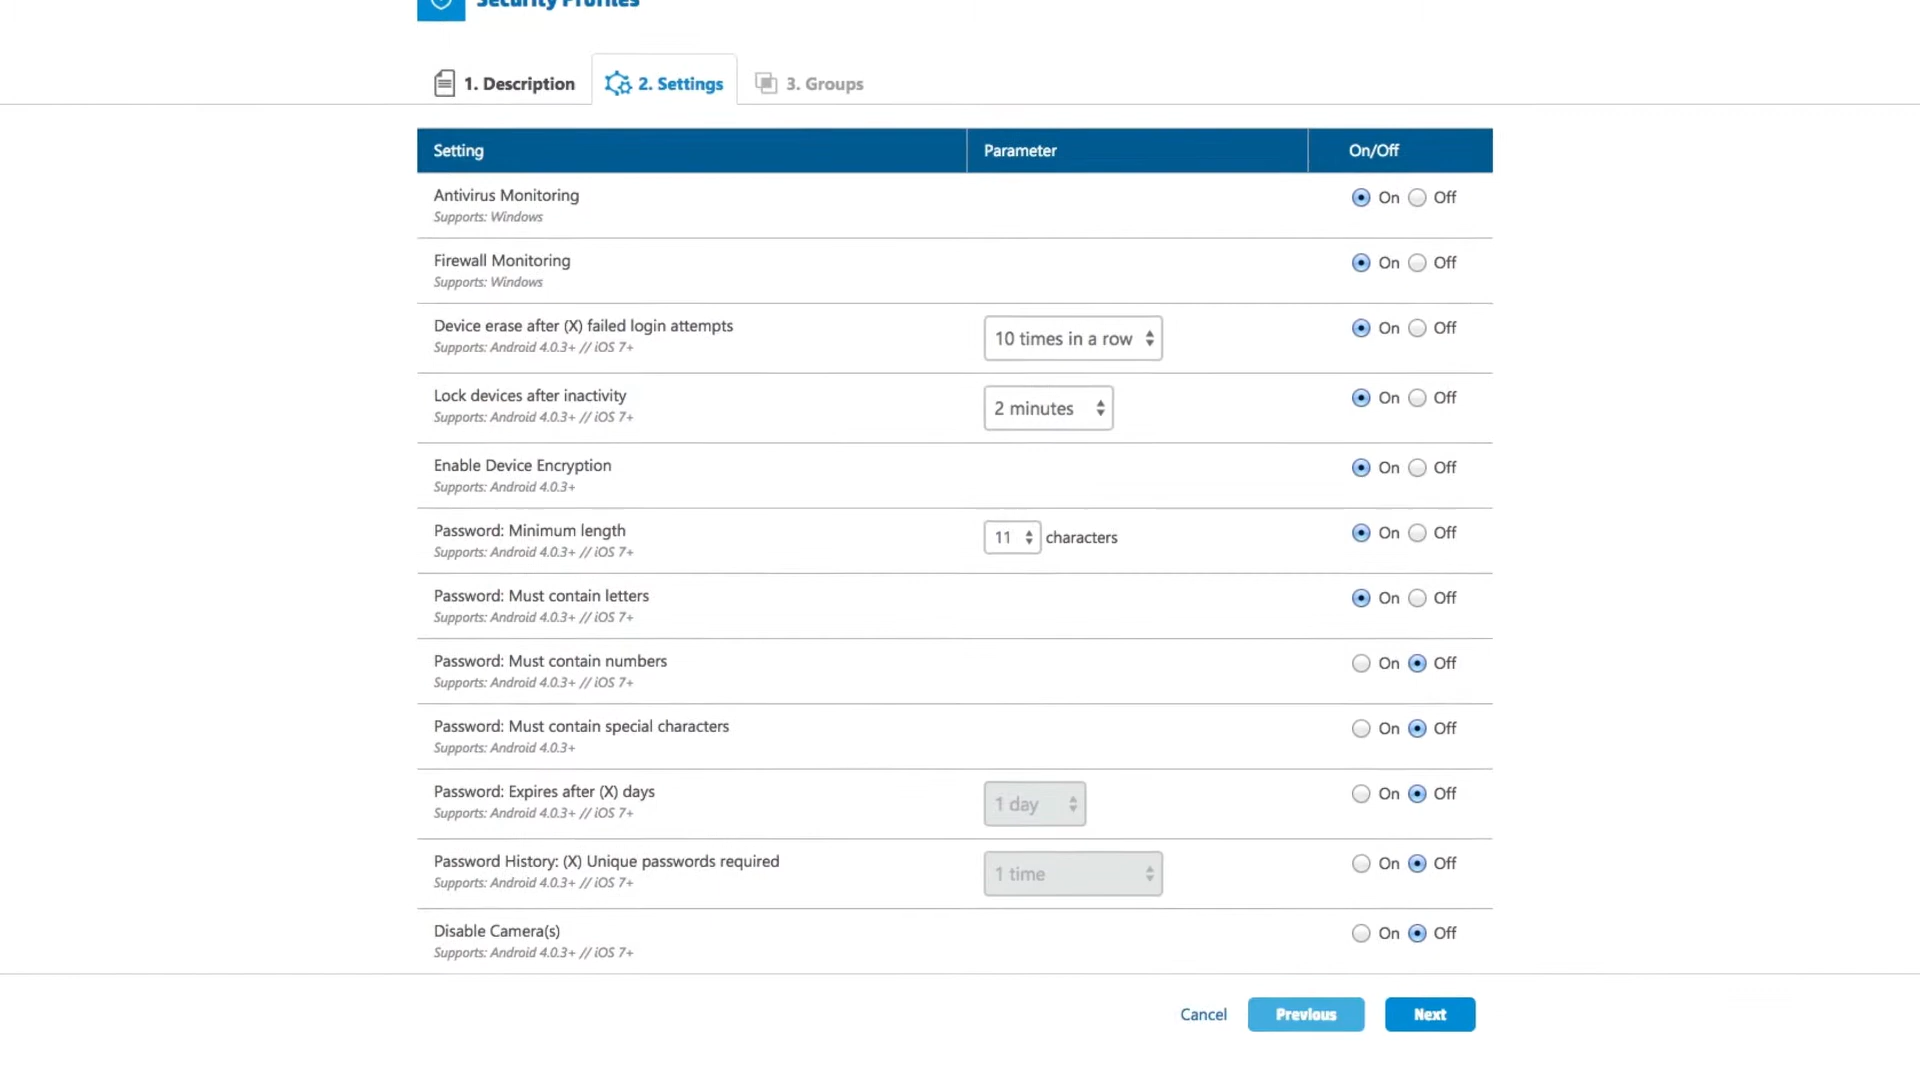 Security Profiles
1. Description 2. Settings 3. Groups
Setting Parameter On/Off
Antivirus Monitoring On Off
Supports: Windows
Firewall Monitoring On Off
Supports: Windows
Device erase after (X) failed login attempts 10 times in a row On Off
Supports: Android 4.0.3+ // iOS 7+
Lock devices after inactivity 2 minutes On Off
Supports: Android 4.0.3+ // iOS 7+
Enable Device Encryption On Off
Supports: Android 4.0.3+
Password: Minimum length 11 characters On Off
Supports: Android 4.0.3+ // iOS 7+
Password: Must contain letters On Off
Supports: Android 4.0.3+ // iOS 7+
Password: Must contain numbers On Off
Supports: Android 4.0.3+ // iOS 7+
Password: Must contain special characters On Off
Supports: Android 4.0.3+
Password: Expires after (X) days 1 day On Off
Supports: Android 4.0.3+ // iOS 7+
Password History: (X) Unique passwords required 1 time On Off
Supports: Android 4.0.3+ // iOS 7+
Disable Camera(s) On Off
Supports: Android 4.0.3+ // iOS 7+
Cancel Previous Next